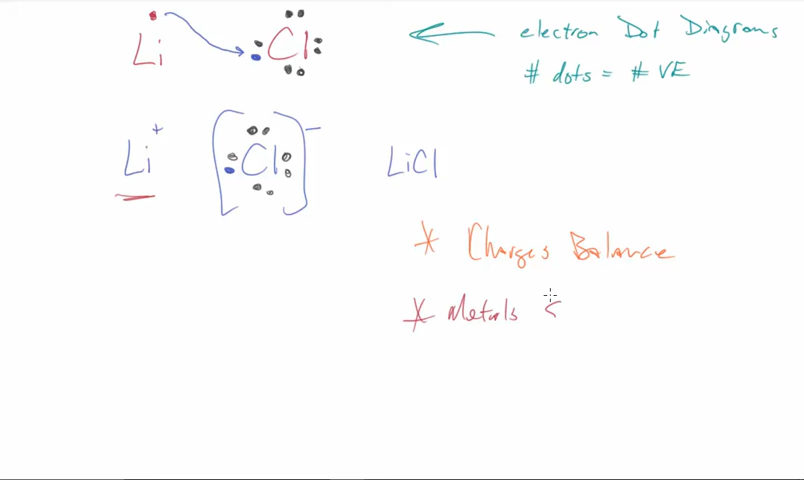 Li Cl
electron Dot Diagrams
# dots = # VE
Li+ [Cl]− LiCl
* Charges Balance
* Metals